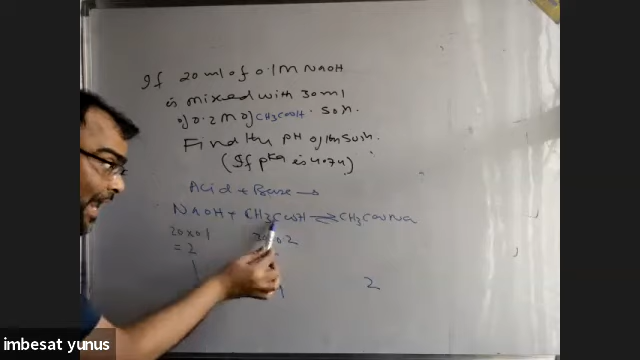 If 20 ml of 0.1M NAOH
is mixed with 30 ml
of 0.2 M of CH3COOH. Soln.
Find the pH of the Soln.
(If pka is 4.74)
Acid + Base →
NAOH + CH3COOH ⇌ CH3COONa
20×0.1
= 2
2
imbesat yunus